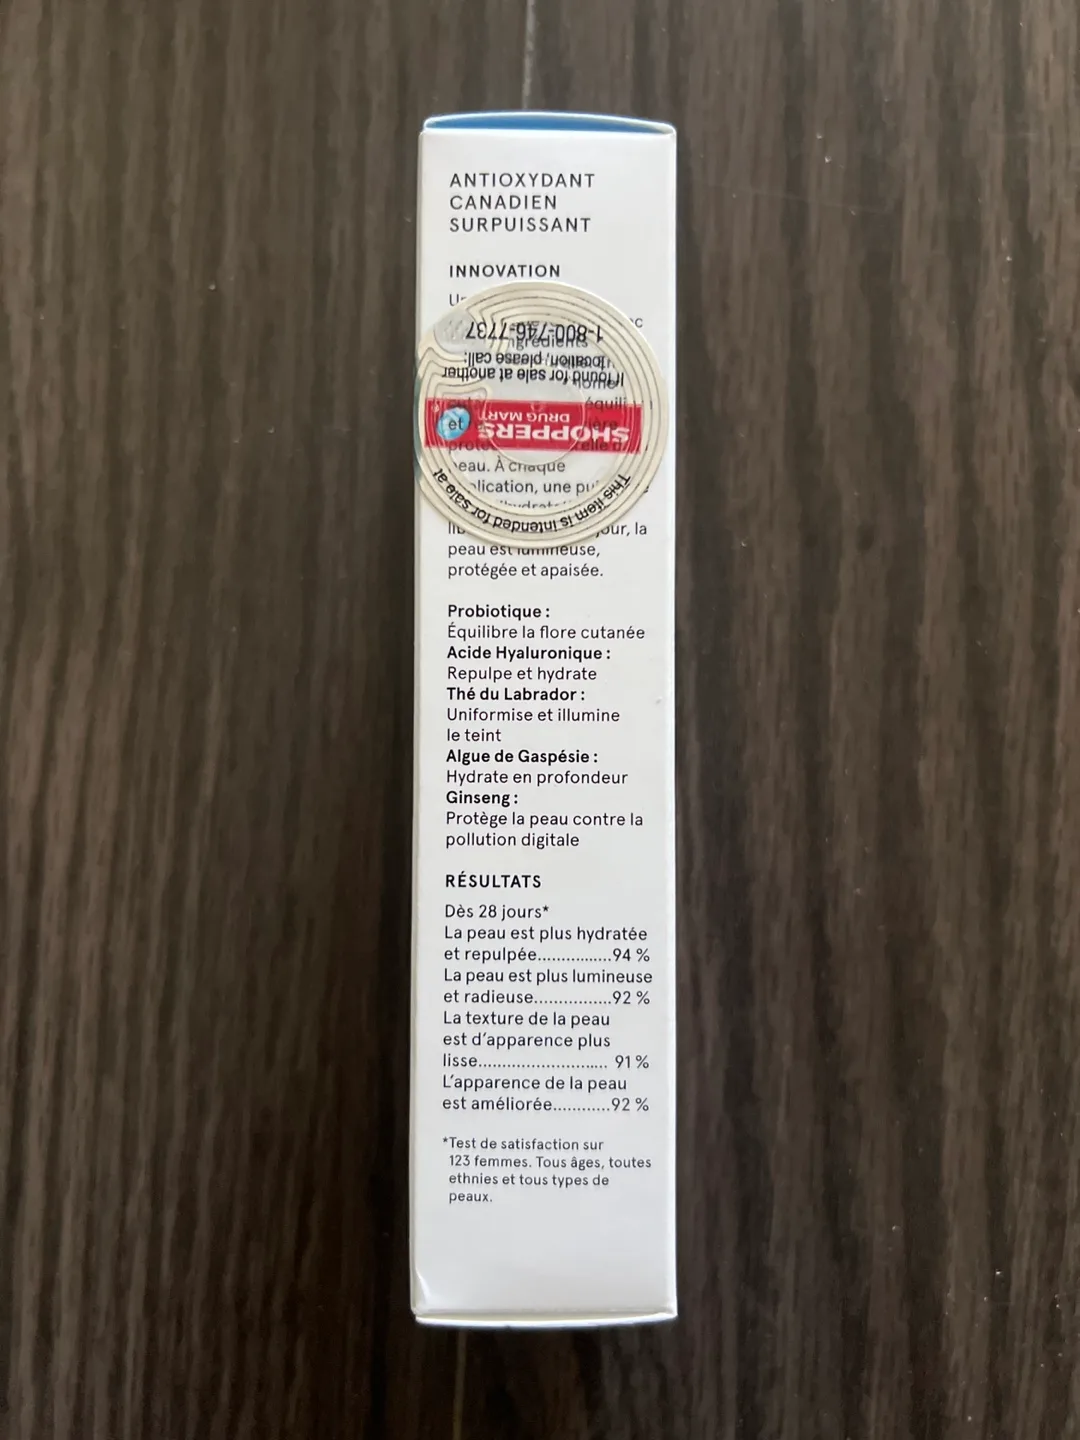 ANTIOXYDANT
CANADIEN
SURPUISSANT
INNOVATION
ingrédients
équili
et
peau. À chaque
application, une
jour, la
peau est lumineuse,
protégée et apaisée.
This item is intended for sale at
SHOPPERS
DRUG MART
If found for sale at another
location, please call:
1-800-746-7737
Probiotique :
Équilibre la flore cutanée
Acide Hyaluronique :
Repulpe et hydrate
Thé du Labrador :
Uniformise et illumine
le teint
Algue de Gaspésie :
Hydrate en profondeur
Ginseng :
Protège la peau contre la
pollution digitale
RÉSULTATS
Dès 28 jours*
La peau est plus hydratée
et repulpée...............94 %
La peau est plus lumineuse
et radieuse................92 %
La texture de la peau
est d'apparence plus
lisse........................... 91 %
L'apparence de la peau
est améliorée............92 %
*Test de satisfaction sur
123 femmes. Tous âges, toutes
ethnies et tous types de
peaux.